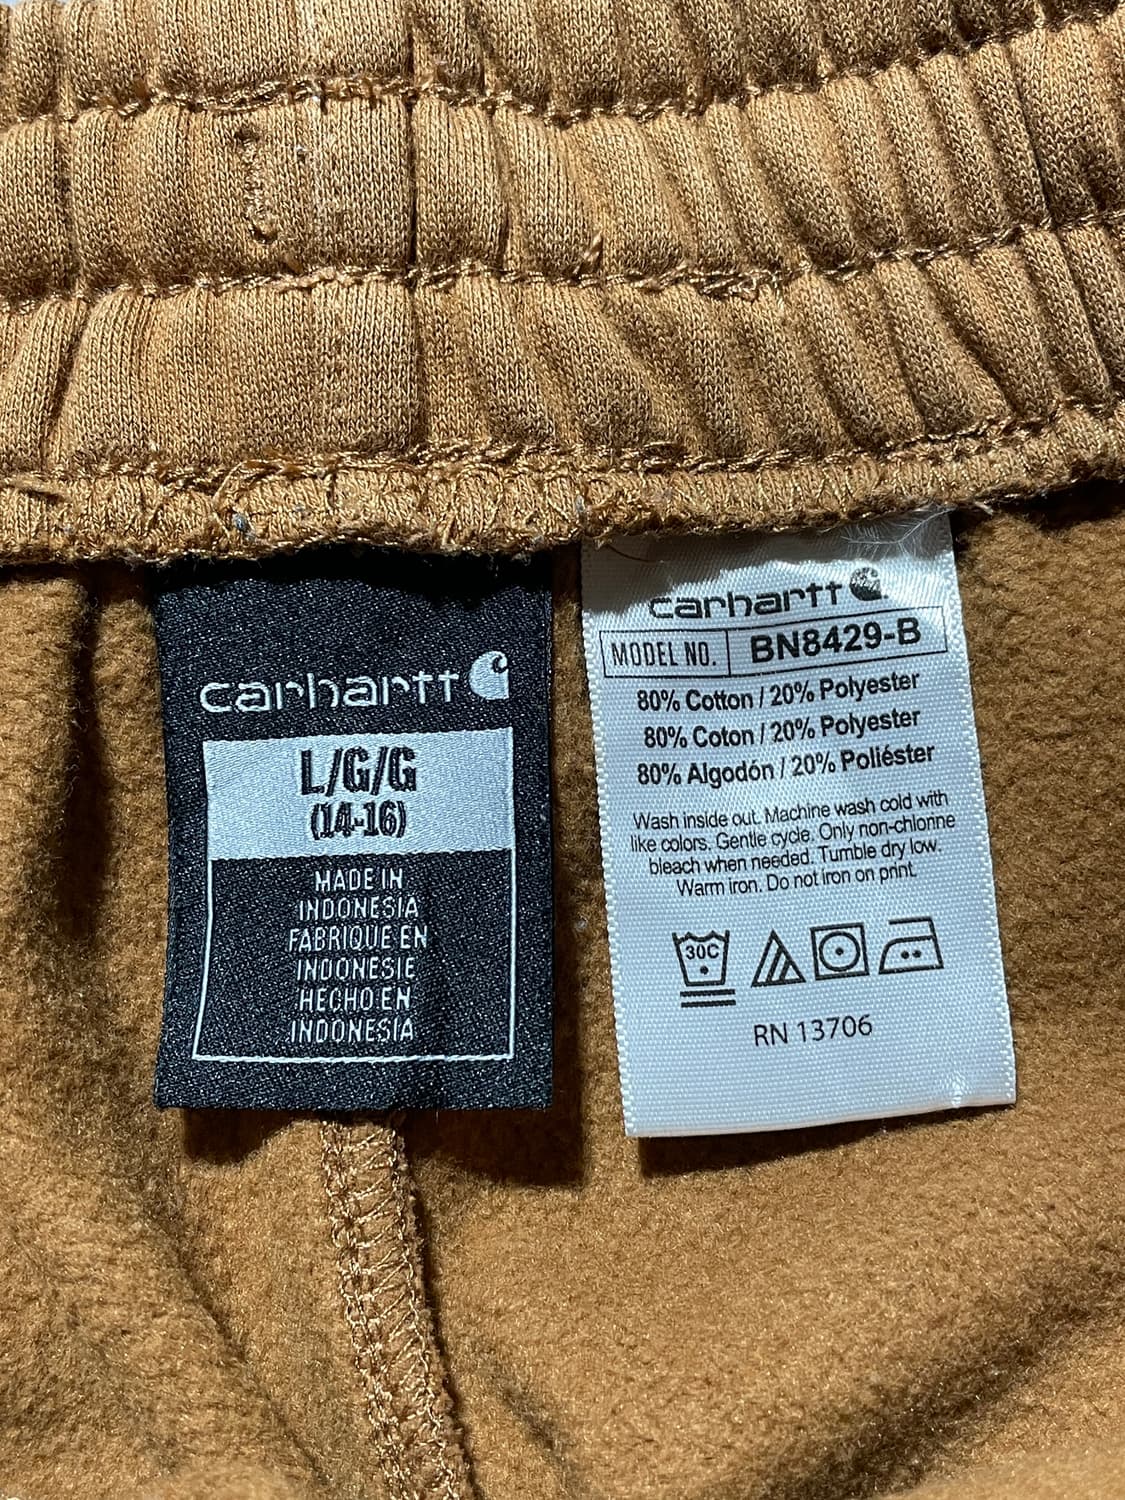 carhartt
L/G/G
(14-16)
MADE IN
INDONESIA
FABRIQUE EN
INDONESIE
HECHO EN
INDONESIA
carhartt
MODEL NO. BN8429-B
80% Cotton / 20% Polyester
80% Coton / 20% Polyester
80% Algodón / 20% Poliéster
Wash inside out. Machine wash cold with
like colors. Gentle cycle. Only non-chlorine
bleach when needed. Tumble dry low.
Warm iron. Do not iron on print.
30C
RN 13706